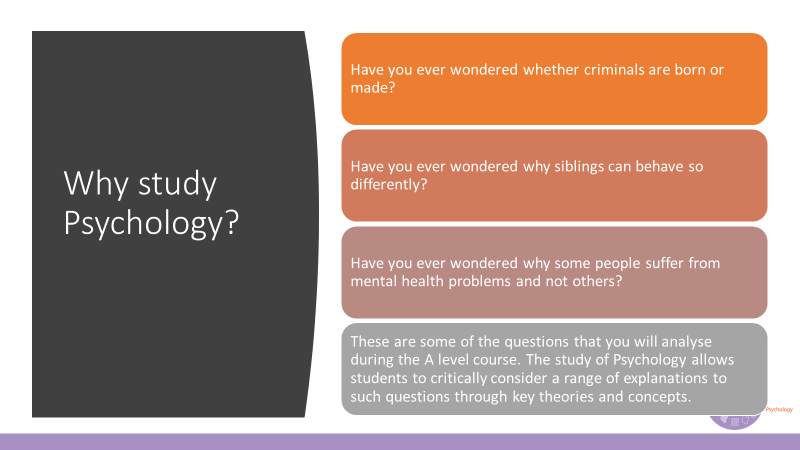 Why study
Psychology?
Have you ever wondered whether criminals are born or
made?
Have you ever wondered why siblings can behave so
differently?
Have you ever wondered why some people suffer from
mental health problems and not others?
These are some of the questions that you will analyse
during the A level course. The study of Psychology allows
students to critically consider a range of explanations to
such questions through key theories and concepts.
Psychology